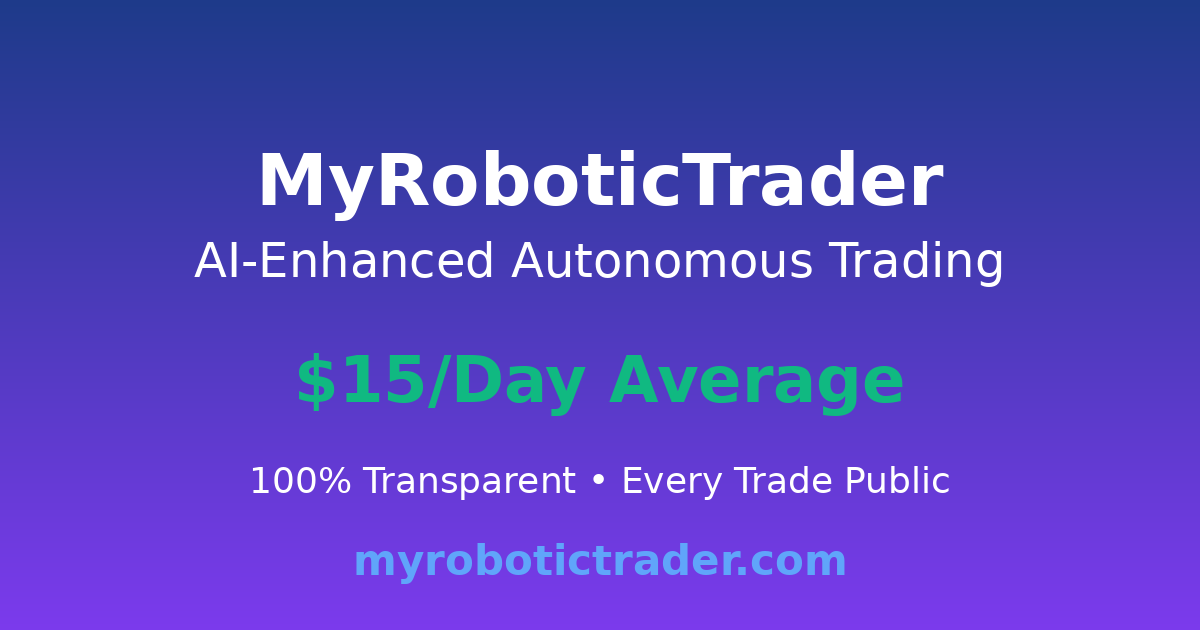 MyRoboticTrader
AI-Enhanced Autonomous Trading
$15/Day Average
100% Transparent • Every Trade Public
myrobotictrader.com